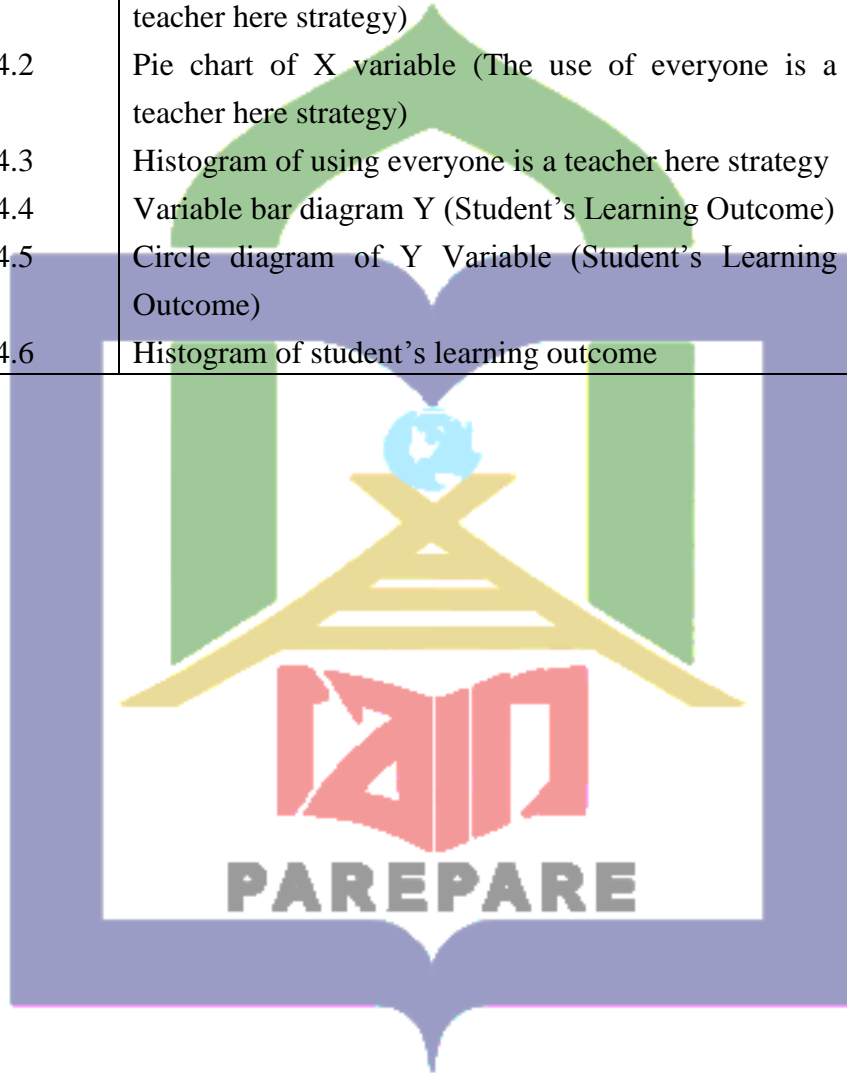 teacher here strategy)
4.2 Pie chart of X variable (The use of everyone is a
teacher here strategy)
4.3 Histogram of using everyone is a teacher here strategy
4.4 Variable bar diagram Y (Student’s Learning Outcome)
4.5 Circle diagram of Y Variable (Student’s Learning
Outcome)
4.6 Histogram of student’s learning outcome
iain
PAREPARE